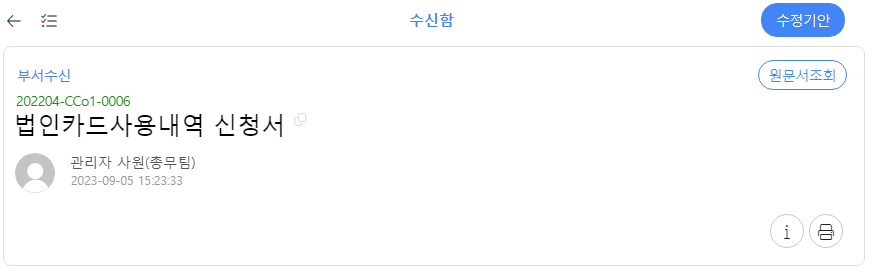 수신함
수정기안
부서수신
원문서조회
202204-CCo1-0006
법인카드사용내역 신청서
관리자 사원(총무팀)
2023-09-05 15:23:33
i